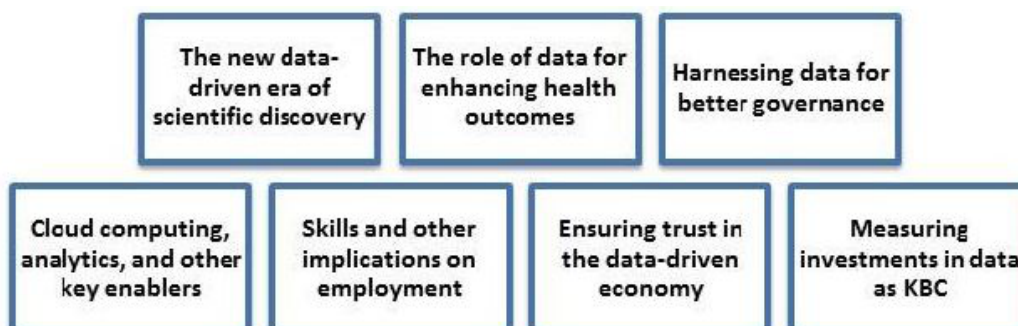 The new data-
driven era of
scientific discovery
The role of data for
enhancing health
outcomes
Harnessing data for
better governance
Cloud computing,
analytics, and other
key enablers
Skills and other
implications on
employment
Ensuring trust in
the data-driven
economy
Measuring
investments in data
as KBC